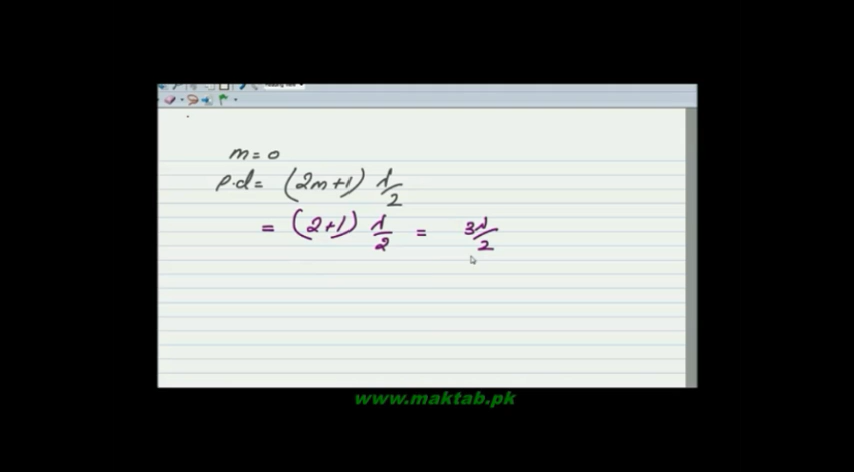 m = 0
p.d = (2m+1) λ/2
= (2+1) λ/2 = 3λ/2
www.maktab.pk